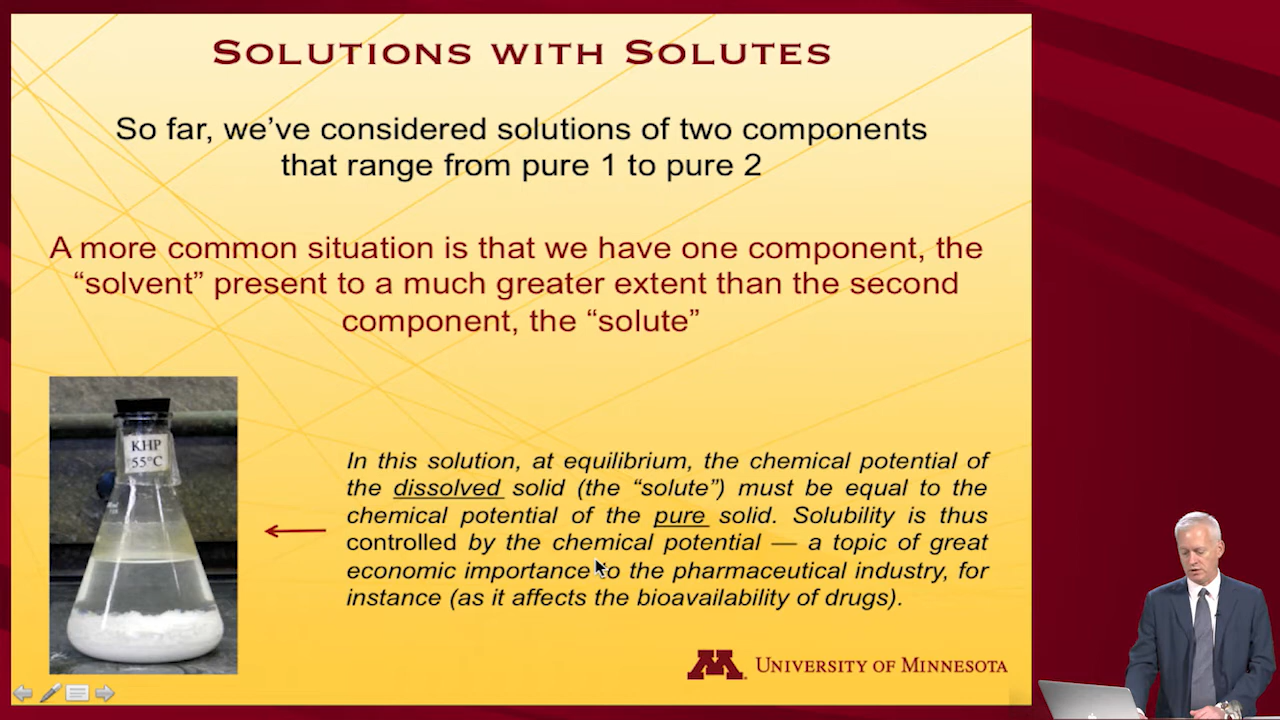 SOLUTIONS WITH SOLUTES
So far, we've considered solutions of two components
that range from pure 1 to pure 2
A more common situation is that we have one component, the
“solvent” present to a much greater extent than the second
component, the “solute”
KHP
55°C
In this solution, at equilibrium, the chemical potential of
the dissolved solid (the “solute”) must be equal to the
chemical potential of the pure solid. Solubility is thus
controlled by the chemical potential — a topic of great
economic importance to the pharmaceutical industry, for
instance (as it affects the bioavailability of drugs).
M
UNIVERSITY OF MINNESOTA